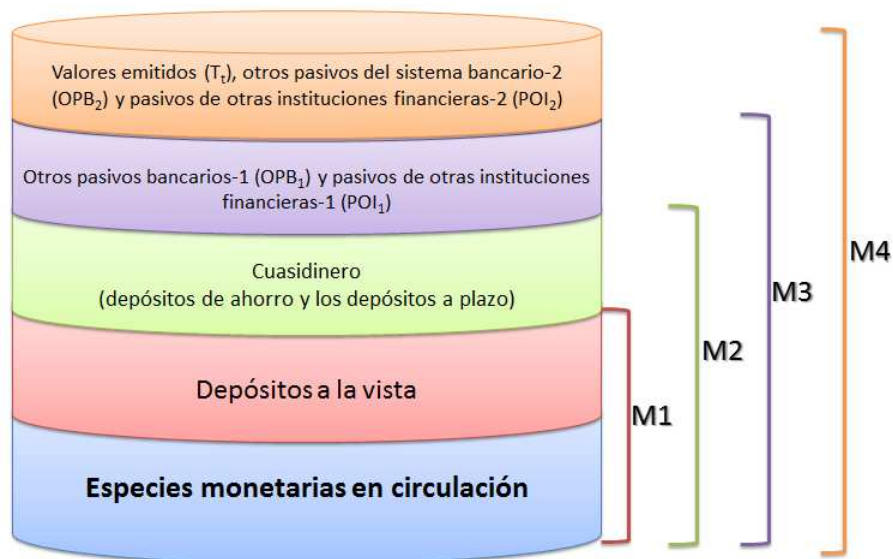 Valores emitidos (Tt), otros pasivos del sistema bancario-2
(OPB2) y pasivos de otras instituciones financieras-2 (POI2)
Otros pasivos bancarios-1 (OPB1) y pasivos de otras instituciones
financieras-1 (POI1)
Cuasidinero
(depósitos de ahorro y los depósitos a plazo)
Depósitos a la vista
Especies monetarias en circulación
M1
M2
M3
M4